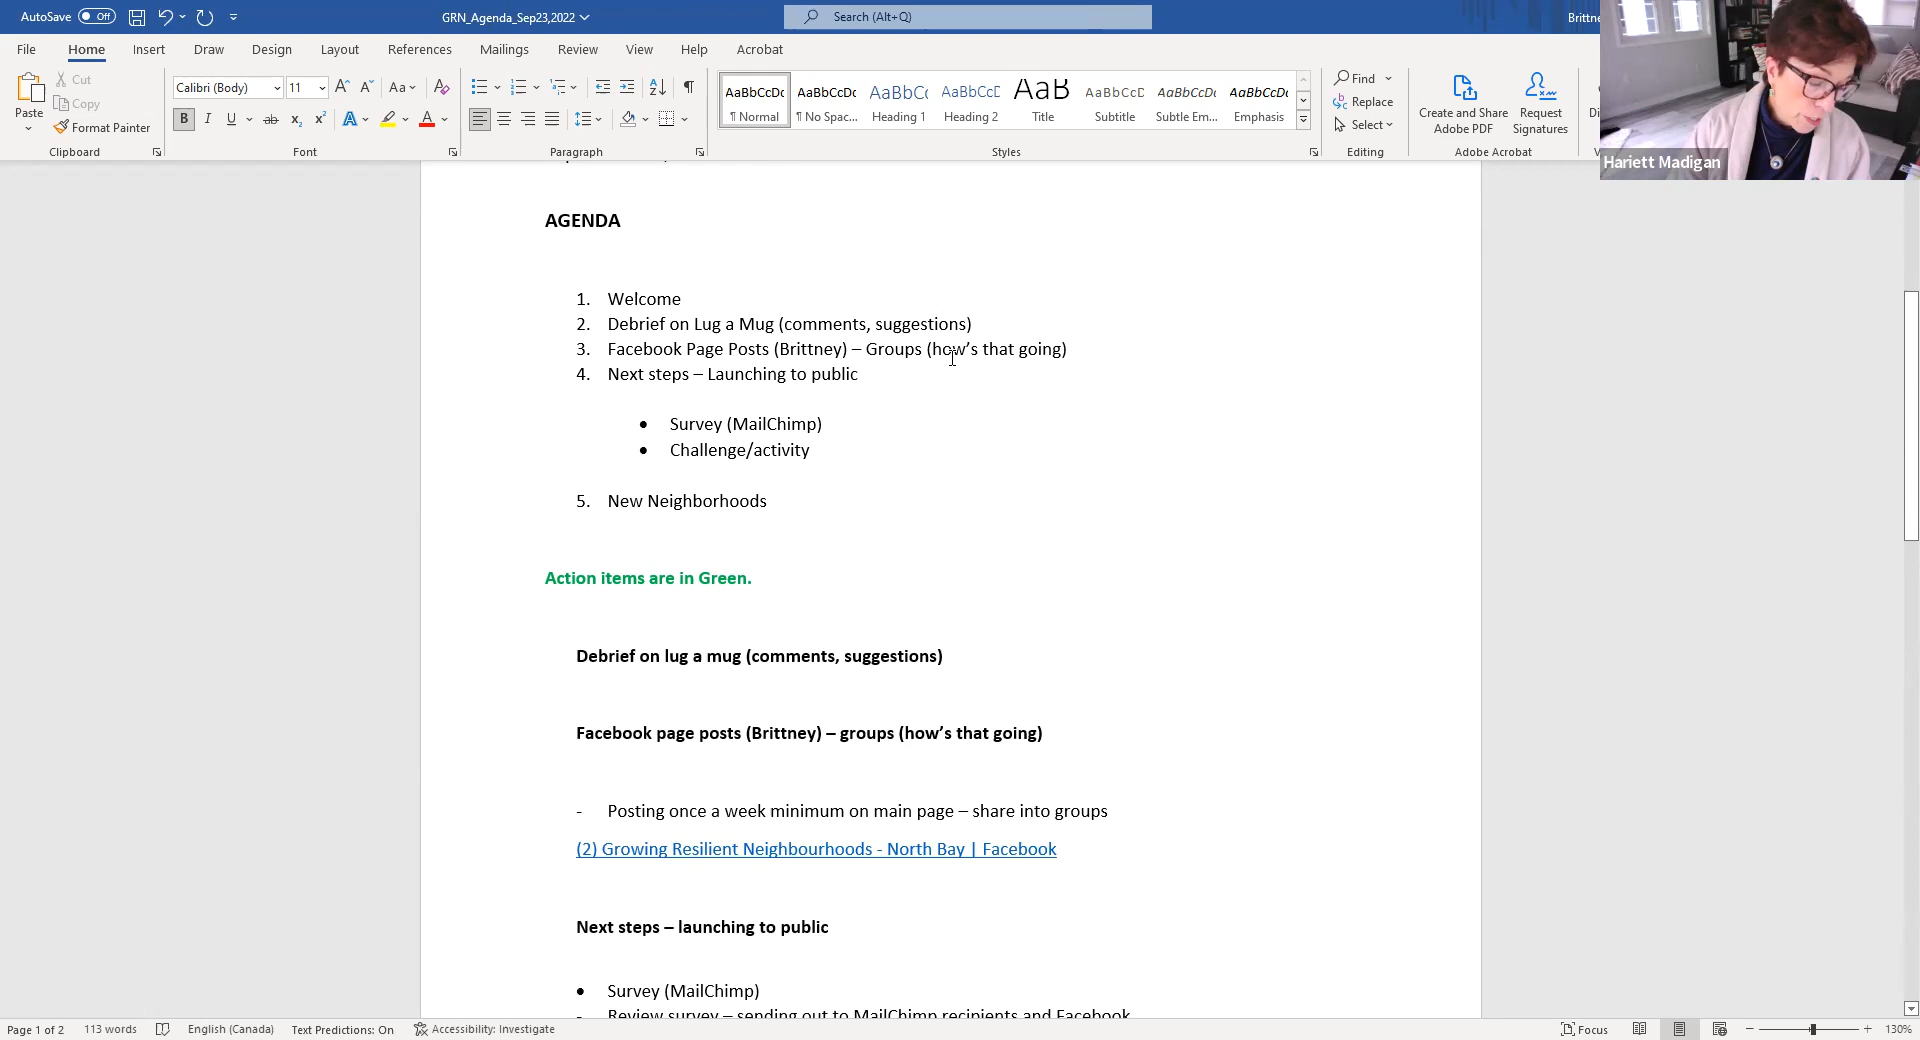 AutoSave Off GRN_Agenda_Sep23,2022 Search (Alt+Q)
File Home Insert Draw Design Layout References Mailings Review View Help Acrobat
Paste Cut Copy Format Painter
Calibri (Body) 11
AaBbCcDc AaBbCcDc AaBbCc AaBbCcD AaB AaBbCcD AaBbCcDc AaBbCcDc
¶ Normal ¶ No Spac... Heading 1 Heading 2 Title Subtitle Subtle Em... Emphasis
Find Replace Select
Create and Share Adobe PDF Request Signatures
Clipboard Font Paragraph Styles Editing Adobe Acrobat
Hariett Madigan
AGENDA
1. Welcome
2. Debrief on Lug a Mug (comments, suggestions)
3. Facebook Page Posts (Brittney) – Groups (how’s that going)
4. Next steps – Launching to public
• Survey (MailChimp)
• Challenge/activity
5. New Neighborhoods
Action items are in Green.
Debrief on lug a mug (comments, suggestions)
Facebook page posts (Brittney) – groups (how’s that going)
- Posting once a week minimum on main page – share into groups
(2) Growing Resilient Neighbourhoods - North Bay | Facebook
Next steps – launching to public
• Survey (MailChimp)
- Review survey – sending out to MailChimp recipients and Facebook
Page 1 of 2 113 words English (Canada) Text Predictions: On Accessibility: Investigate Focus 130%